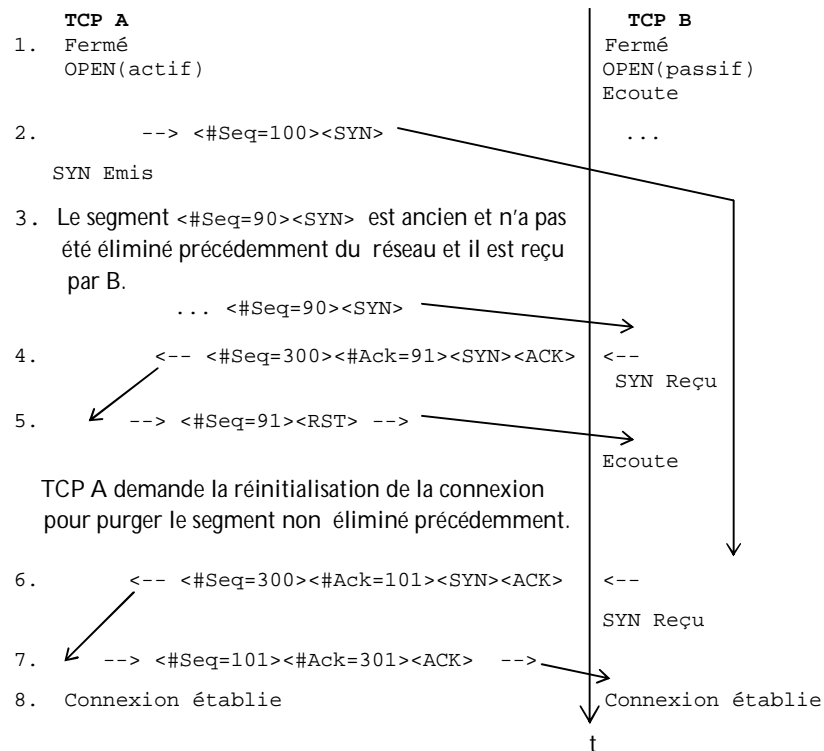 TCP A TCP B
1. Fermé Fermé
OPEN(actif) OPEN(passif)
Ecoute
2. --> <#Seq=100><SYN> ...
SYN Emis
3. Le segment <#Seq=90><SYN> est ancien et n'a pas
été éliminé précédemment du réseau et il est reçu
par B.
... <#Seq=90><SYN>
4. <-- <#Seq=300><#Ack=91><SYN><ACK> <--
SYN Reçu
5. --> <#Seq=91><RST> -->
Ecoute
TCP A demande la réinitialisation de la connexion
pour purger le segment non éliminé précédemment.
6. <-- <#Seq=300><#Ack=101><SYN><ACK> <--
SYN Reçu
7. --> <#Seq=101><#Ack=301><ACK> -->
8. Connexion établie Connexion établie
t